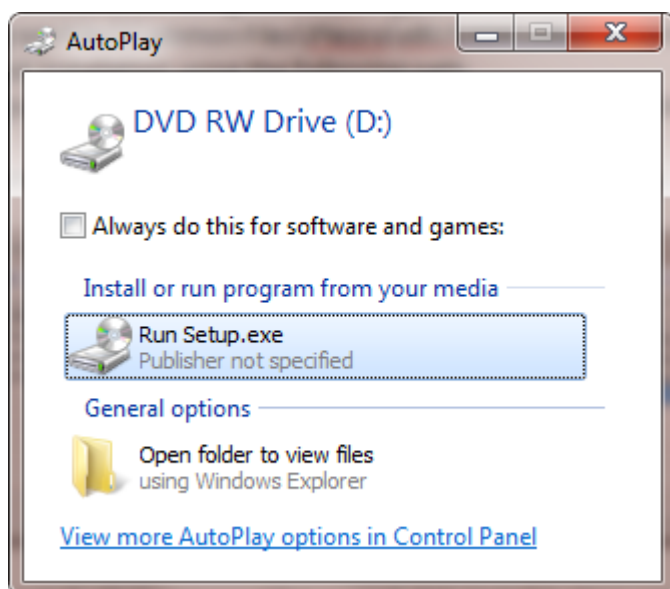 AutoPlay
DVD RW Drive (D:)
Always do this for software and games:
Install or run program from your media
Run Setup.exe
Publisher not specified
General options
Open folder to view files
using Windows Explorer
View more AutoPlay options in Control Panel